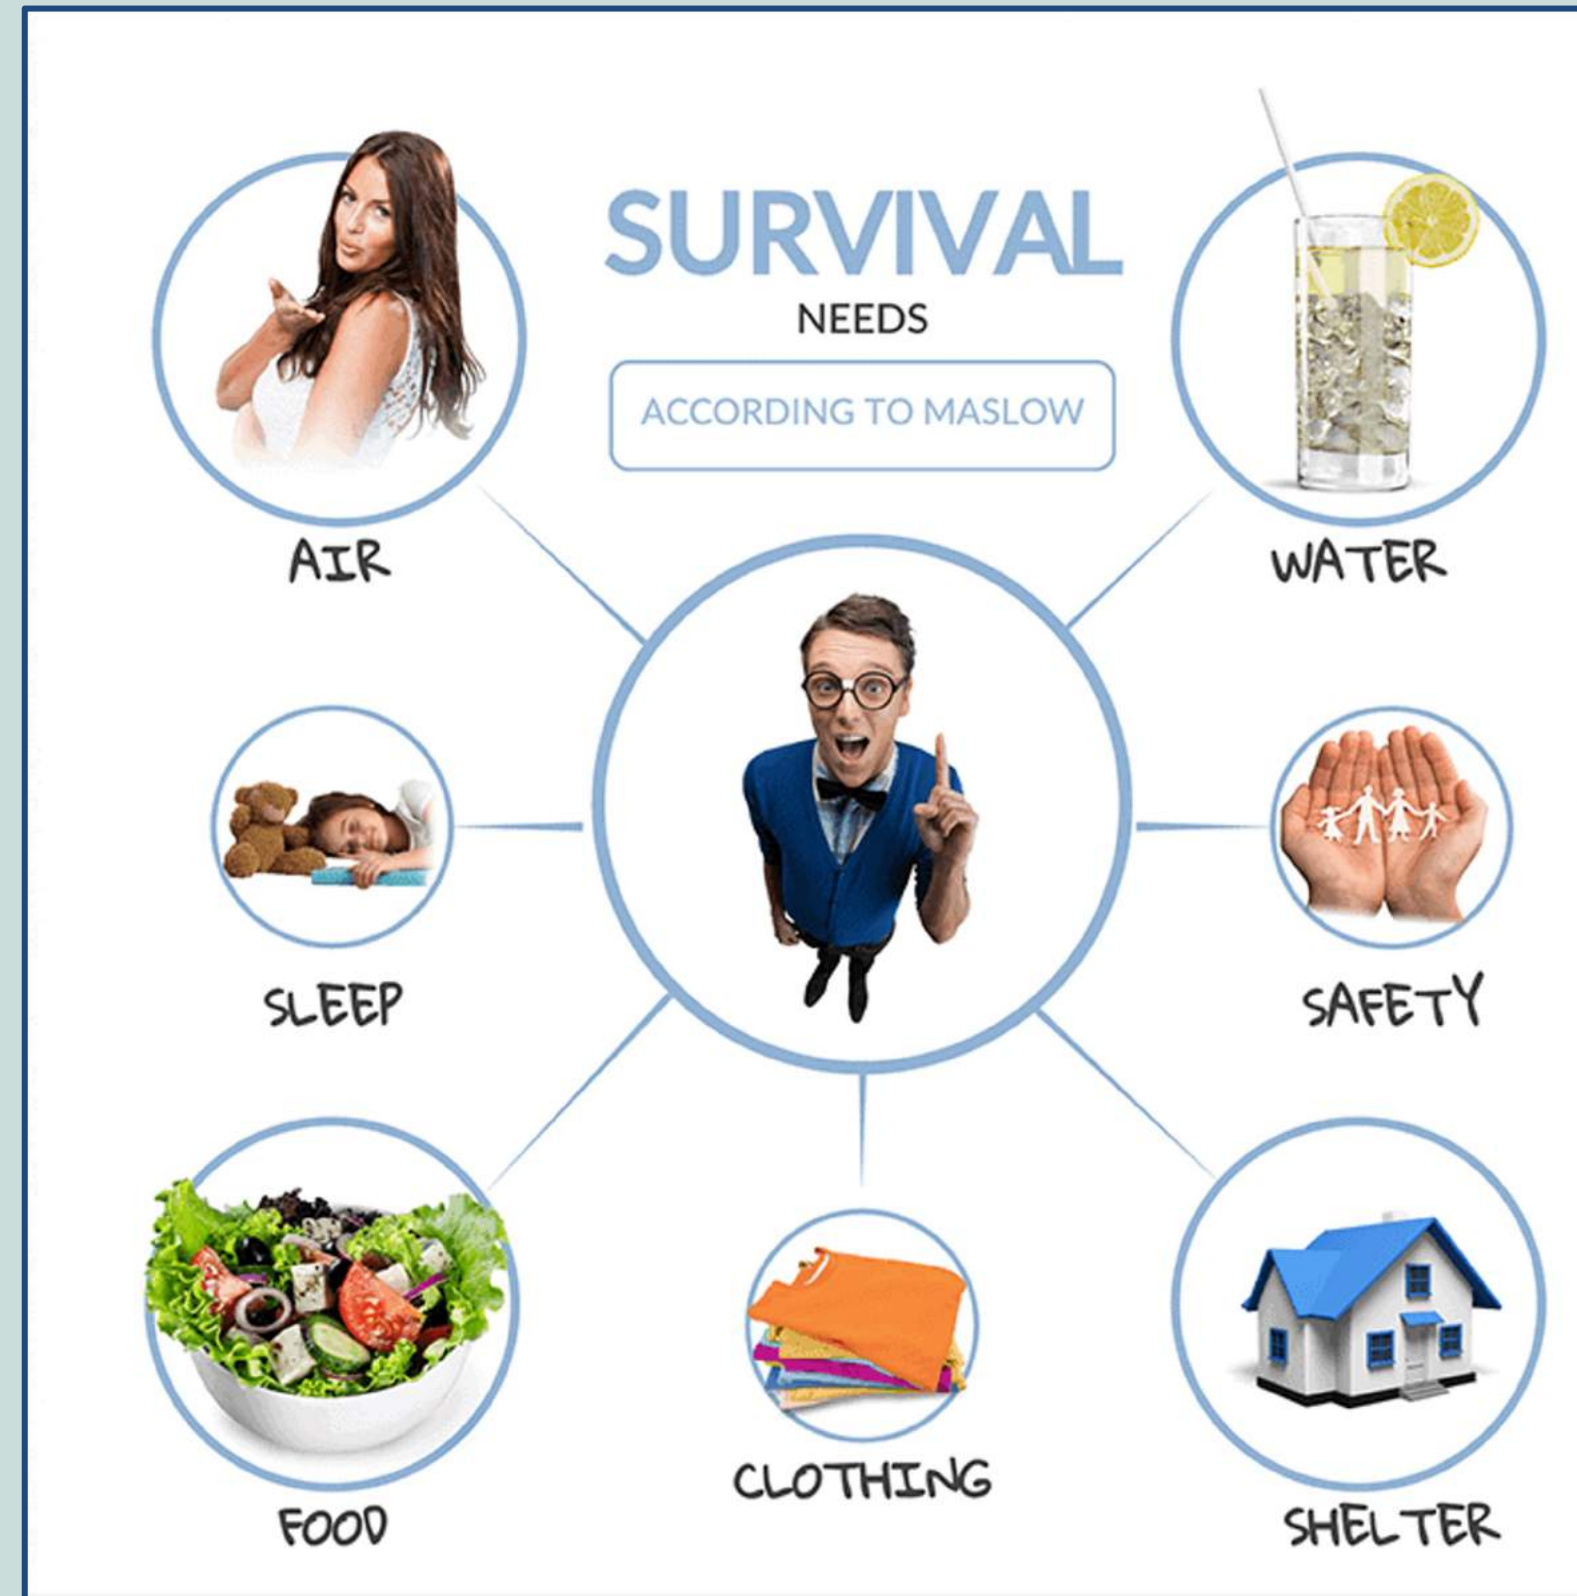 SURVIVAL
NEEDS
ACCORDING TO MASLOW
AIR
WATER
SLEEP
SAFETY
FOOD
CLOTHING
SHELTER